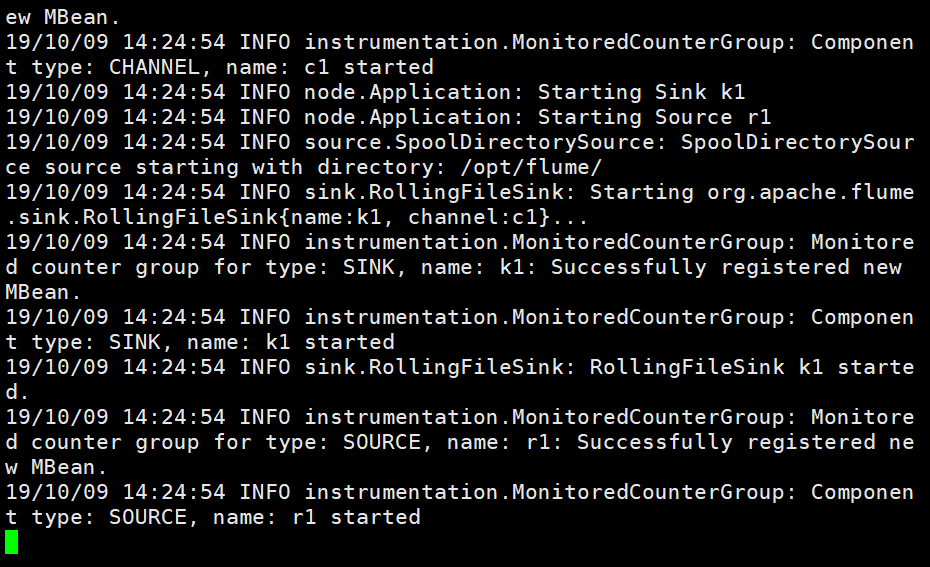 ew MBean.
19/10/09 14:24:54 INFO instrumentation.MonitoredCounterGroup: Componen
t type: CHANNEL, name: c1 started
19/10/09 14:24:54 INFO node.Application: Starting Sink k1
19/10/09 14:24:54 INFO node.Application: Starting Source r1
19/10/09 14:24:54 INFO source.SpoolDirectorySource: SpoolDirectorySour
ce source starting with directory: /opt/flume/
19/10/09 14:24:54 INFO sink.RollingFileSink: Starting org.apache.flume
.sink.RollingFileSink{name:k1, channel:c1}...
19/10/09 14:24:54 INFO instrumentation.MonitoredCounterGroup: Monitore
d counter group for type: SINK, name: k1: Successfully registered new
MBean.
19/10/09 14:24:54 INFO instrumentation.MonitoredCounterGroup: Componen
t type: SINK, name: k1 started
19/10/09 14:24:54 INFO sink.RollingFileSink: RollingFileSink k1 starte
d.
19/10/09 14:24:54 INFO instrumentation.MonitoredCounterGroup: Monitore
d counter group for type: SOURCE, name: r1: Successfully registered ne
w MBean.
19/10/09 14:24:54 INFO instrumentation.MonitoredCounterGroup: Componen
t type: SOURCE, name: r1 started